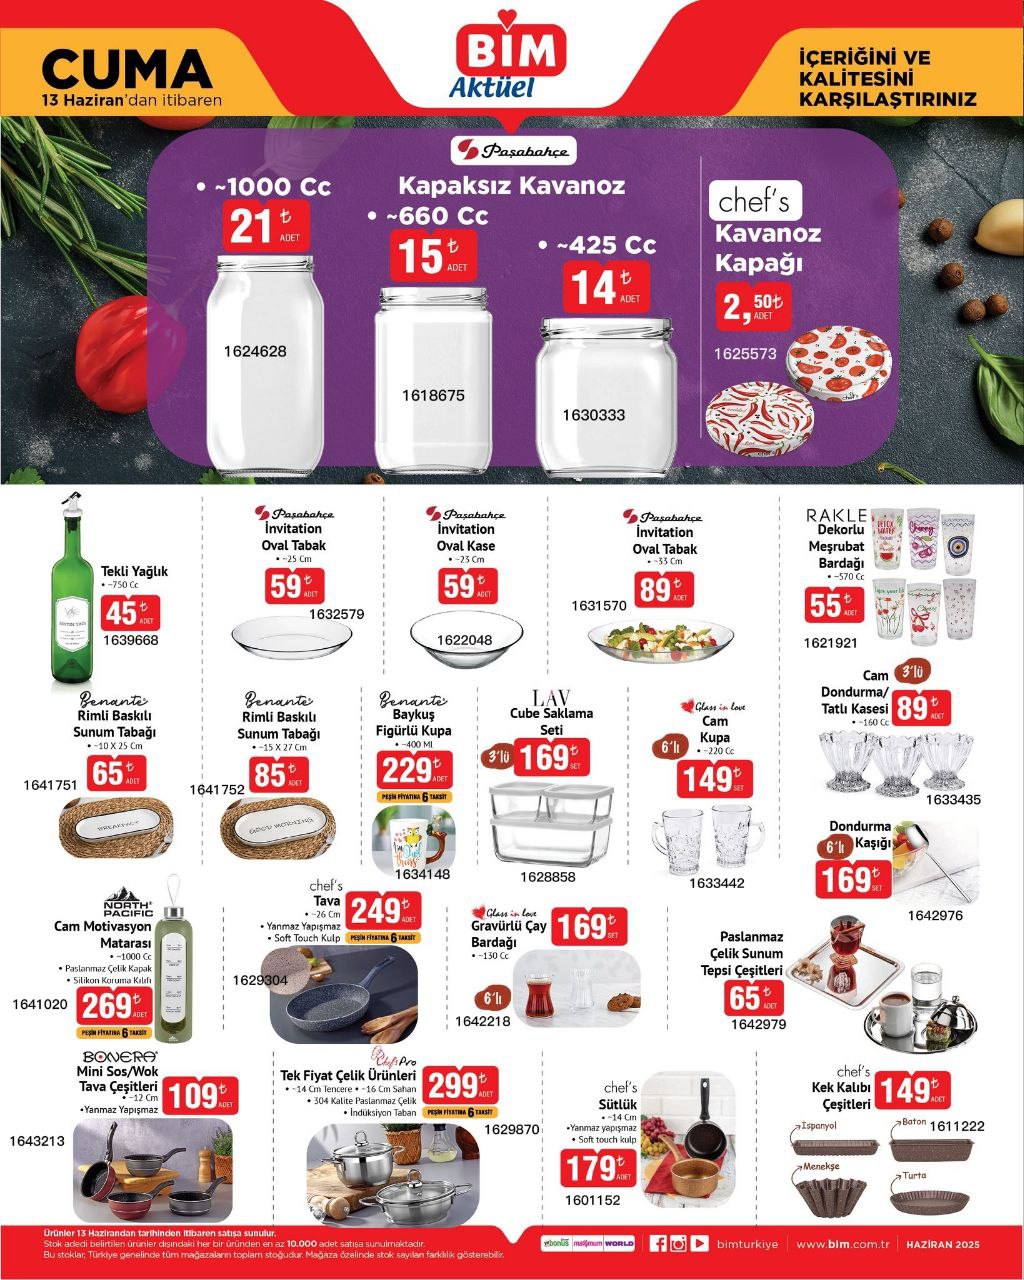 CUMA
13 Haziran'dan itibaren
BİM
Aktüel
İÇERİĞİNİ VE
KALİTESİNİ
KARŞILAŞTIRINIZ
Paşabahçe
Kapaksız Kavanoz
• ~1000 Cc
21₺
ADET
1624628
• ~660 Cc
15₺
ADET
1618675
• ~425 Cc
14₺
ADET
1630333
chef's
Kavanoz
Kapağı
2,50₺
ADET
1625573
Tekli Yağlık
• ~750 Cc
45₺
ADET
1639668
Paşabahçe
İnvitation
Oval Tabak
• ~25 Cm
59₺
ADET
1632579
Paşabahçe
İnvitation
Oval Kase
• ~23 Cm
59₺
ADET
1622048
Paşabahçe
İnvitation
Oval Tabak
• ~33 Cm
89₺
ADET
1631570
RAKLE
Dekorlu
Meşrubat
Bardağı
• ~570 Cc
55₺
ADET
1621921
Benante
Rimli Baskılı
Sunum Tabağı
• ~10 X 25 Cm
65₺
ADET
1641751
BREAKFAST
Benante
Rimli Baskılı
Sunum Tabağı
• ~15 X 27 Cm
85₺
ADET
1641752
GOOD MORNING
Benante
Baykuş
Figürlü Kupa
• ~400 Ml
229₺
ADET
PEŞİN FİYATINA 6 TAKSİT
1634148
LAV
Cube Saklama
Seti
3'lü
169₺
SET
1628858
Glass in love
Cam
Kupa
• ~220 Cc
6'lı
149₺
SET
1633442
Cam
Dondurma/
Tatlı Kasesi
• ~160 Cc
3'lü
89₺
ADET
1633435
Dondurma
Kaşığı
6'lı
169₺
SET
1642976
NORTH
PACIFIC
Cam Motivasyon
Matarası
• ~1000 Cc
• Paslanmaz Çelik Kapak
• Silikon Koruma Kılıfı
269₺
ADET
PEŞİN FİYATINA 6 TAKSİT
1641020
chef's
Tava
• ~26 Cm
• Yanmaz Yapışmaz
• Soft Touch Kulp
249₺
ADET
PEŞİN FİYATINA 6 TAKSİT
1629304
Glass in love
Gravürlü Çay
Bardağı
• ~130 Cc
169₺
SET
6'lı
1642218
Paslanmaz
Çelik Sunum
Tepsi Çeşitleri
65₺
ADET
1642979
BONERA
Mini Sos/Wok
Tava Çeşitleri
• ~12 Cm
•Yanmaz Yapışmaz
109₺
ADET
1643213
Chef's Pro
Tek Fiyat Çelik Ürünleri
• ~14 Cm Tencere • ~16 Cm Sahan
• 304 Kalite Paslanmaz Çelik
• İndüksiyon Taban
299₺
ADET
PEŞİN FİYATINA 6 TAKSİT
1629870
chef's
Sütlük
• ~14 Cm
•Yanmaz yapışmaz
• Soft touch kulp
179₺
ADET
1601152
chef's
Kek Kalıbı
Çeşitleri
149₺
ADET
1611222
İspanyol
Baton
Menekşe
Turta
Ürünler 13 Hazirandan tarihinden itibaren satışa sunulur.
Stok adedi belirtilen ürünler dışındaki her bir üründen en az 10.000 adet satışa sunulmaktadır.
Bu stoklar, Türkiye genelinde tüm mağazaların toplam stoğudur. Mağaza özelinde stok sayıları farklılık gösterebilir.
bonus maximum WORLD
bimturkiye
www.bim.com.tr
HAZİRAN 2025